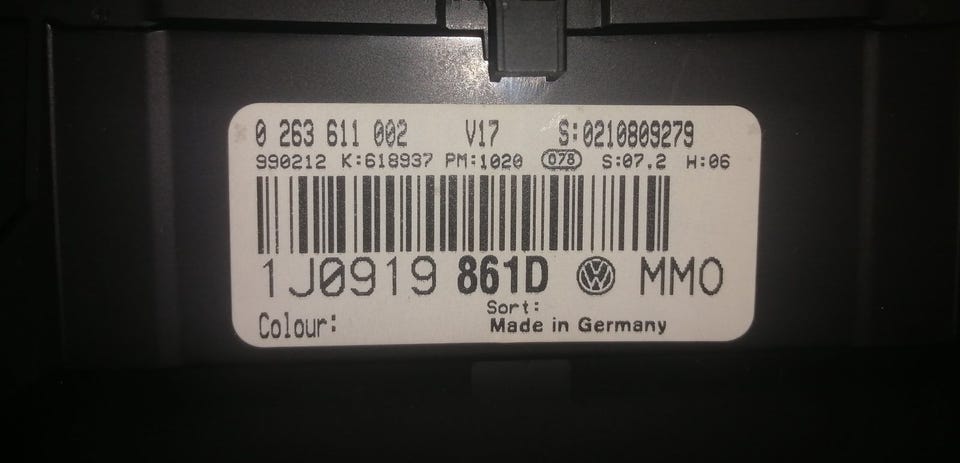 0 263 611 002 V17 S:0210809279
990212 K:618937 PM:1020 078 S:07.2 H:06
1J0919 861D VW MMO
Sort:
Colour: Made in Germany